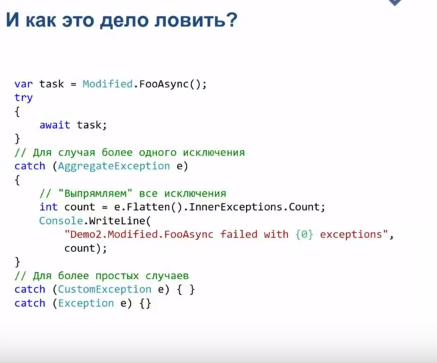 И как это дело ловить?
var task = Modified.FooAsync();
try
{
    await task;
}
// Для случая более одного исключения
catch (AggregateException e)
{
    // "Выпрямляем" все исключения
    int count = e.Flatten().InnerExceptions.Count;
    Console.WriteLine(
        "Demo2.Modified.FooAsync failed with {0} exceptions",
        count);
}
// Для более простых случаев
catch (CustomException e) { }
catch (Exception e) {}